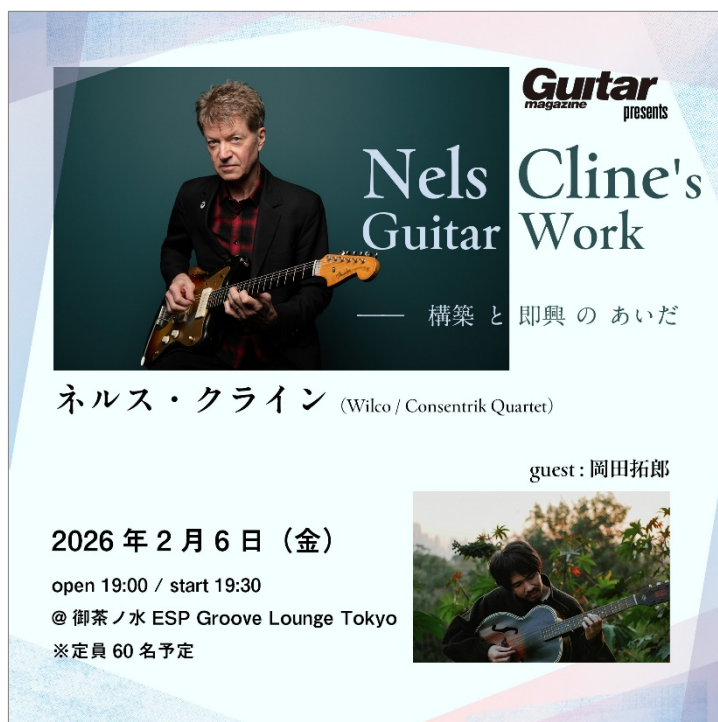 Guitar
magazine
presents
Nels Cline's
Guitar Work
—— 構築 と 即興 の あいだ
ネルス・クライン（Wilco / Consentrik Quartet）
guest : 岡田拓郎
2026 年 2 月 6 日（金）
open 19:00 / start 19:30
@ 御茶ノ水 ESP Groove Lounge Tokyo
※定員 60 名予定